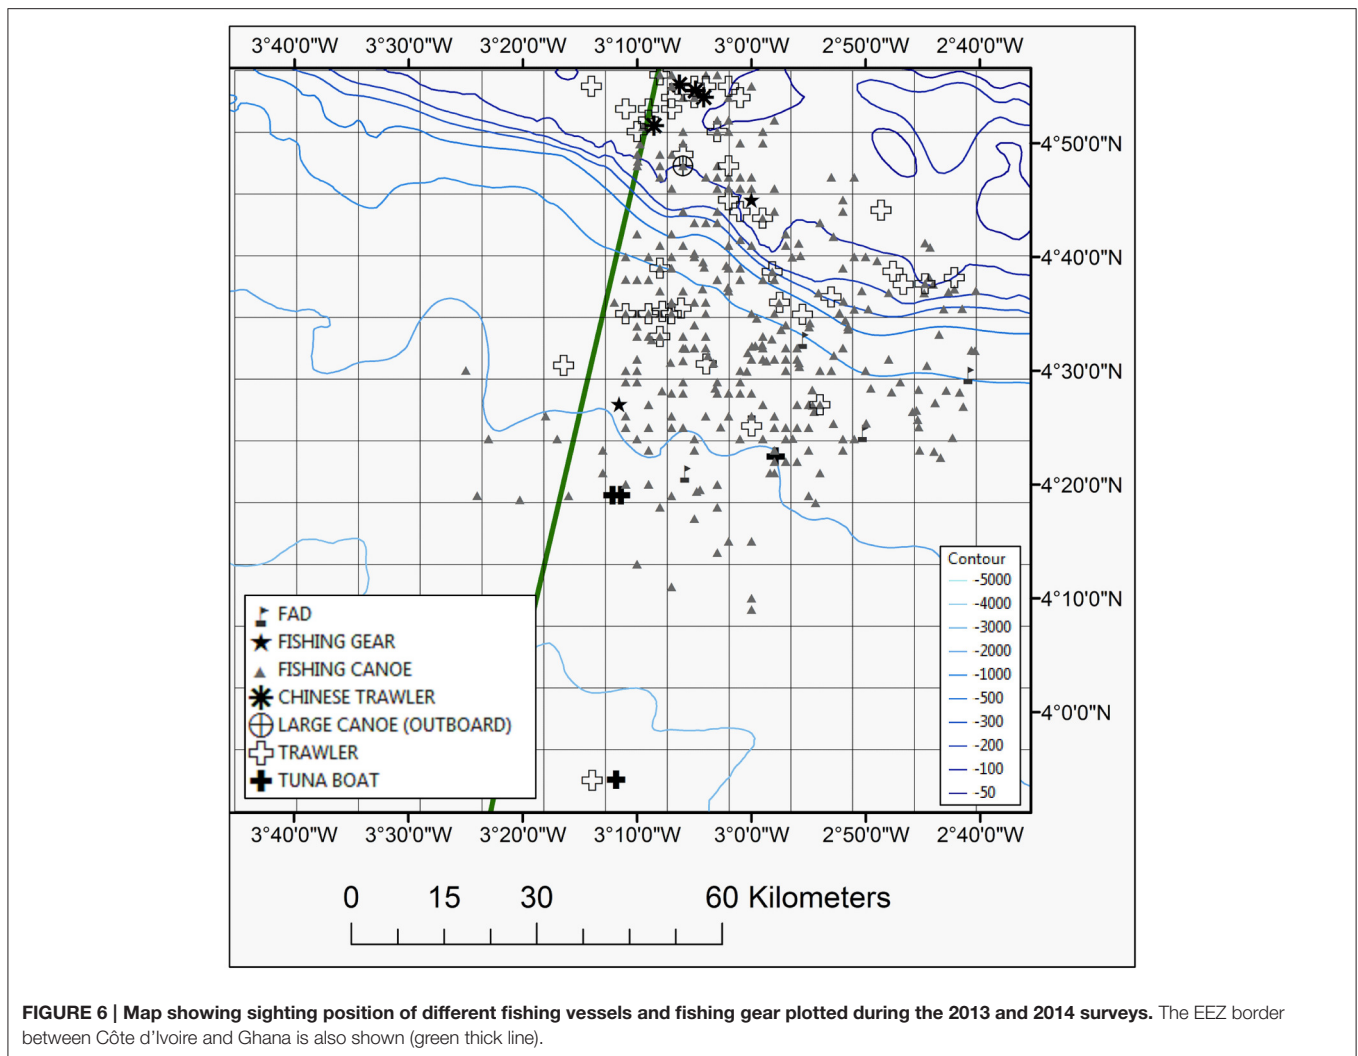 3°40'0"W 3°30'0"W 3°20'0"W 3°10'0"W 3°0'0"W 2°50'0"W 2°40'0"W
4°50'0"N
4°40'0"N
4°30'0"N
4°20'0"N
4°10'0"N
4°0'0"N
Contour
-5000
-4000
-3000
-2000
-1000
-500
-300
-200
-100
-50
FAD
FISHING GEAR
FISHING CANOE
CHINESE TRAWLER
LARGE CANOE (OUTBOARD)
TRAWLER
TUNA BOAT
3°40'0"W 3°30'0"W 3°20'0"W 3°10'0"W 3°0'0"W 2°50'0"W 2°40'0"W
0 15 30 60 Kilometers
FIGURE 6 | Map showing sighting position of different fishing vessels and fishing gear plotted during the 2013 and 2014 surveys. The EEZ border
between Côte d'Ivoire and Ghana is also shown (green thick line).